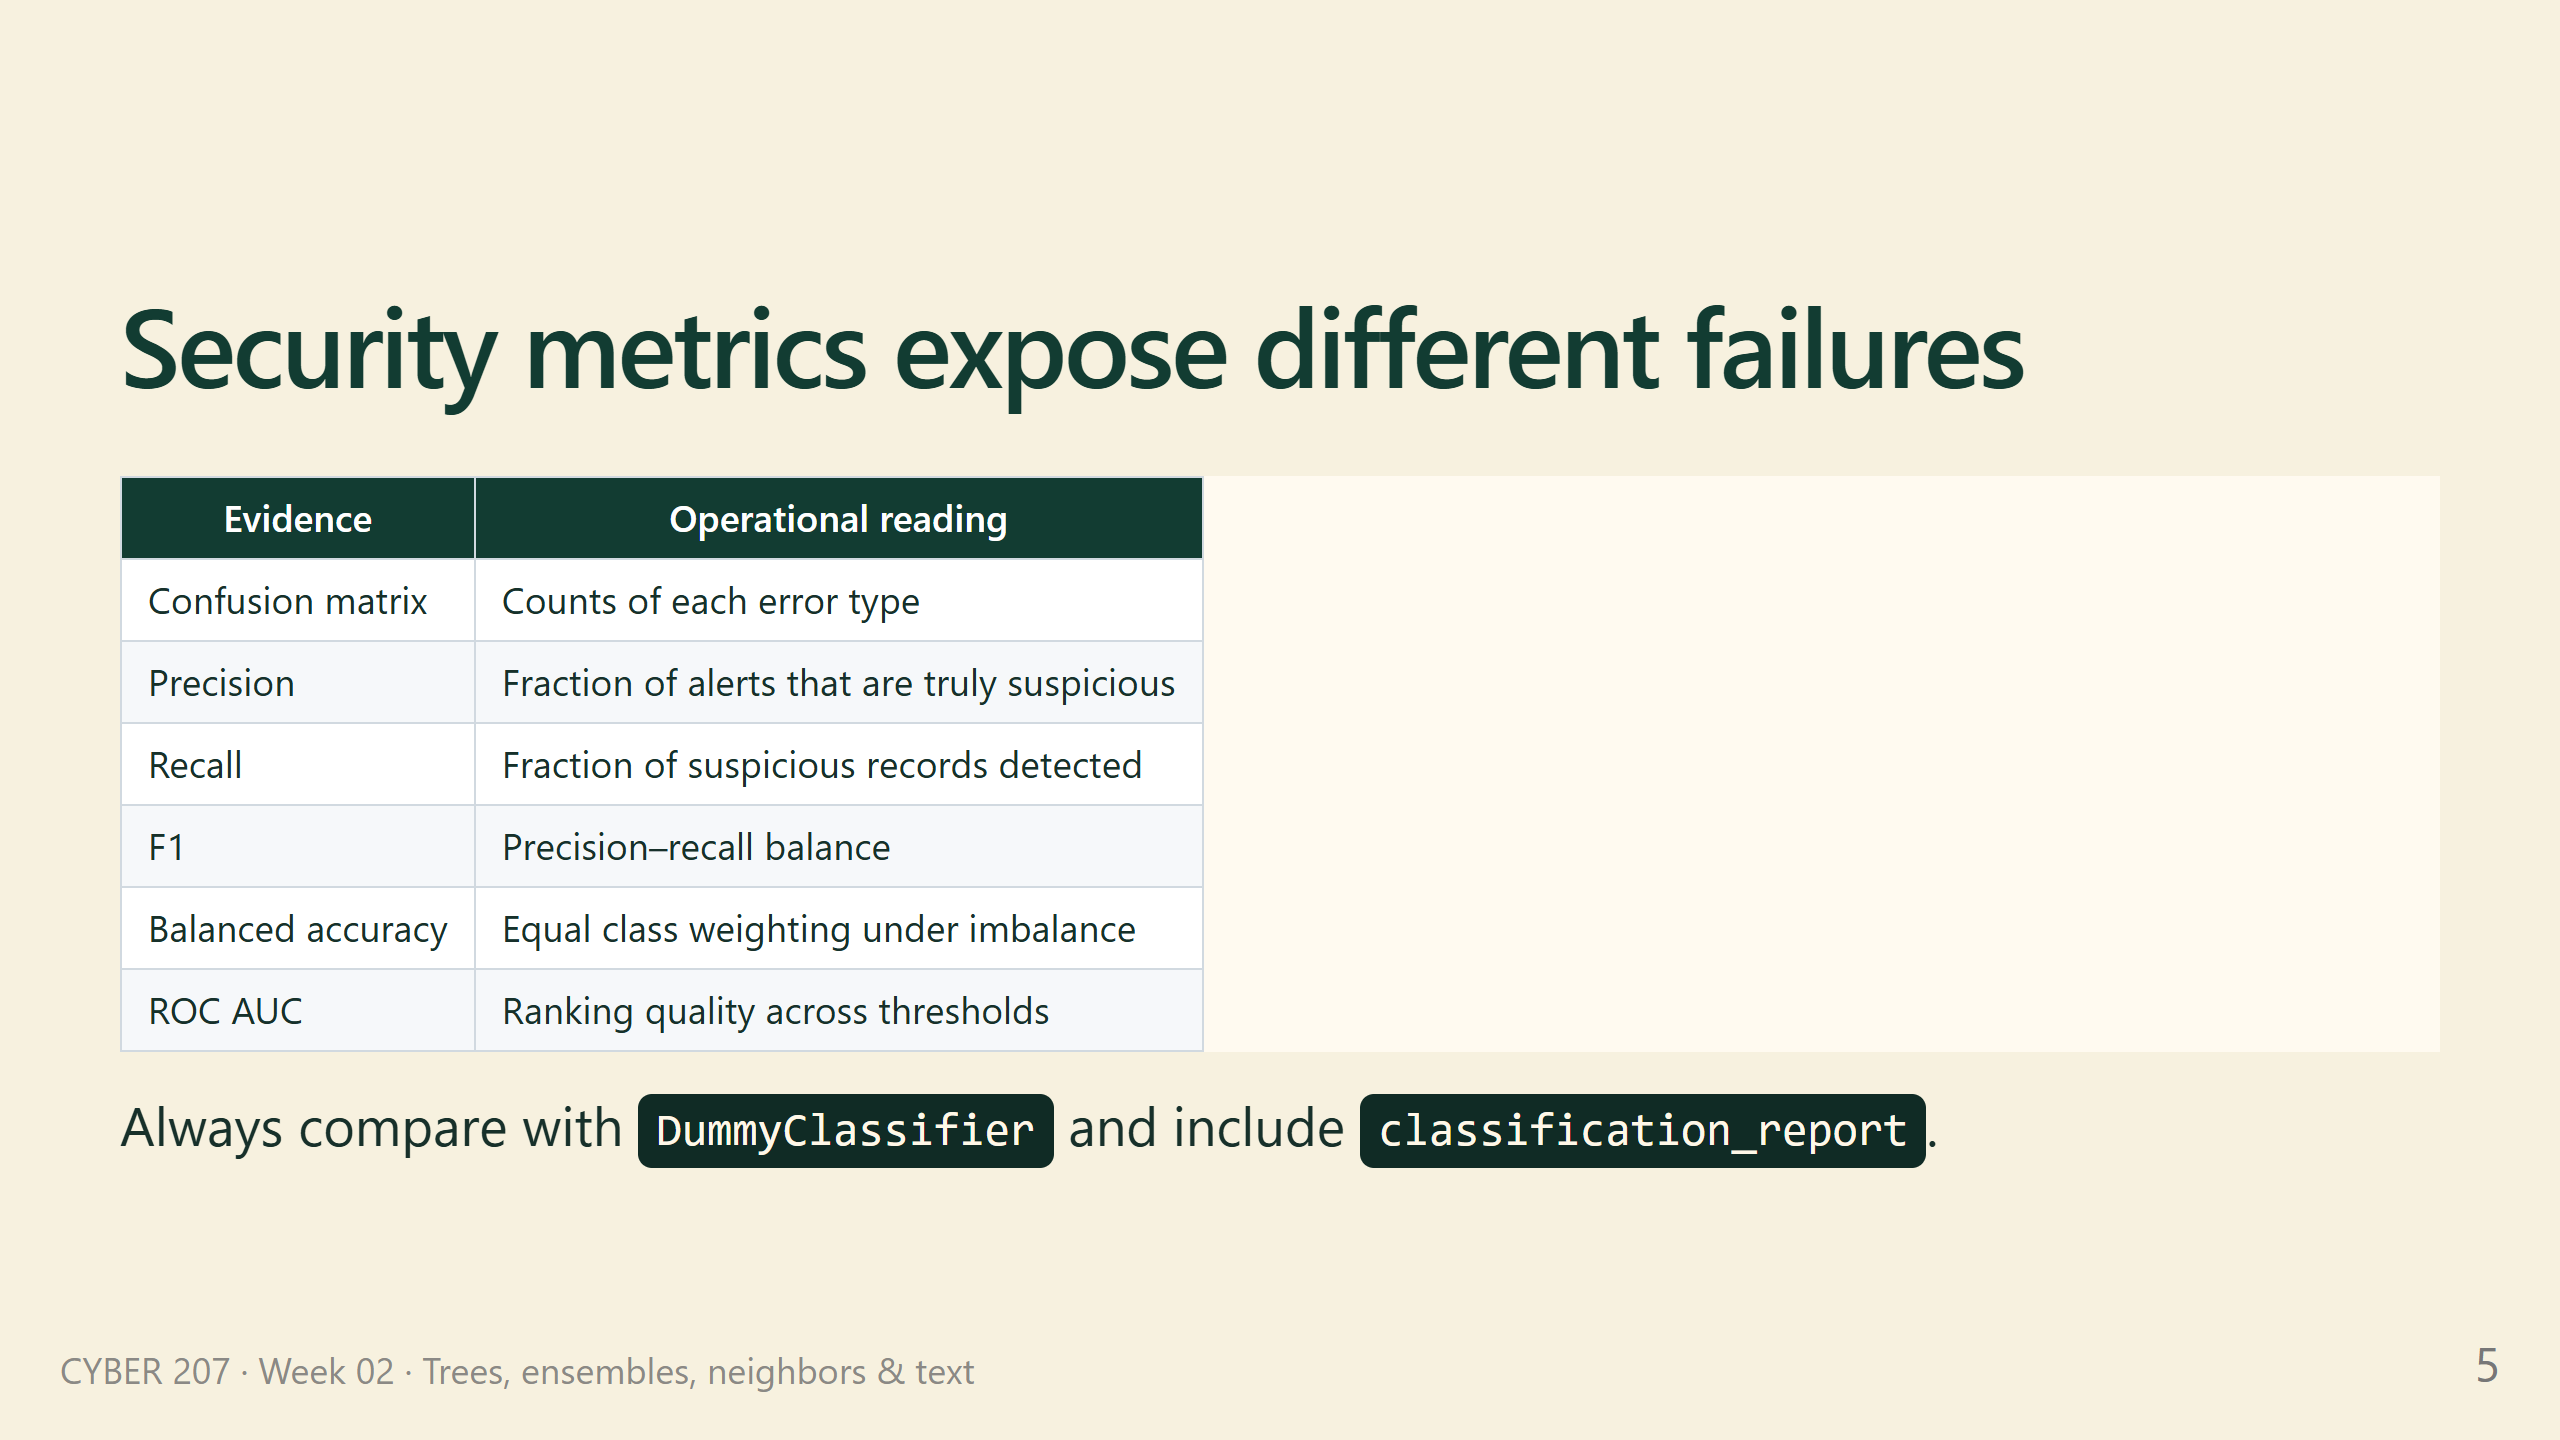 Security metrics expose different failures
Evidence Operational reading
Confusion matrix Counts of each error type
Precision Fraction of alerts that are truly suspicious
Recall Fraction of suspicious records detected
F1 Precision–recall balance
Balanced accuracy Equal class weighting under imbalance
ROC AUC Ranking quality across thresholds
Always compare with DummyClassifier and include classification_report.
CYBER 207 · Week 02 · Trees, ensembles, neighbors & text
5